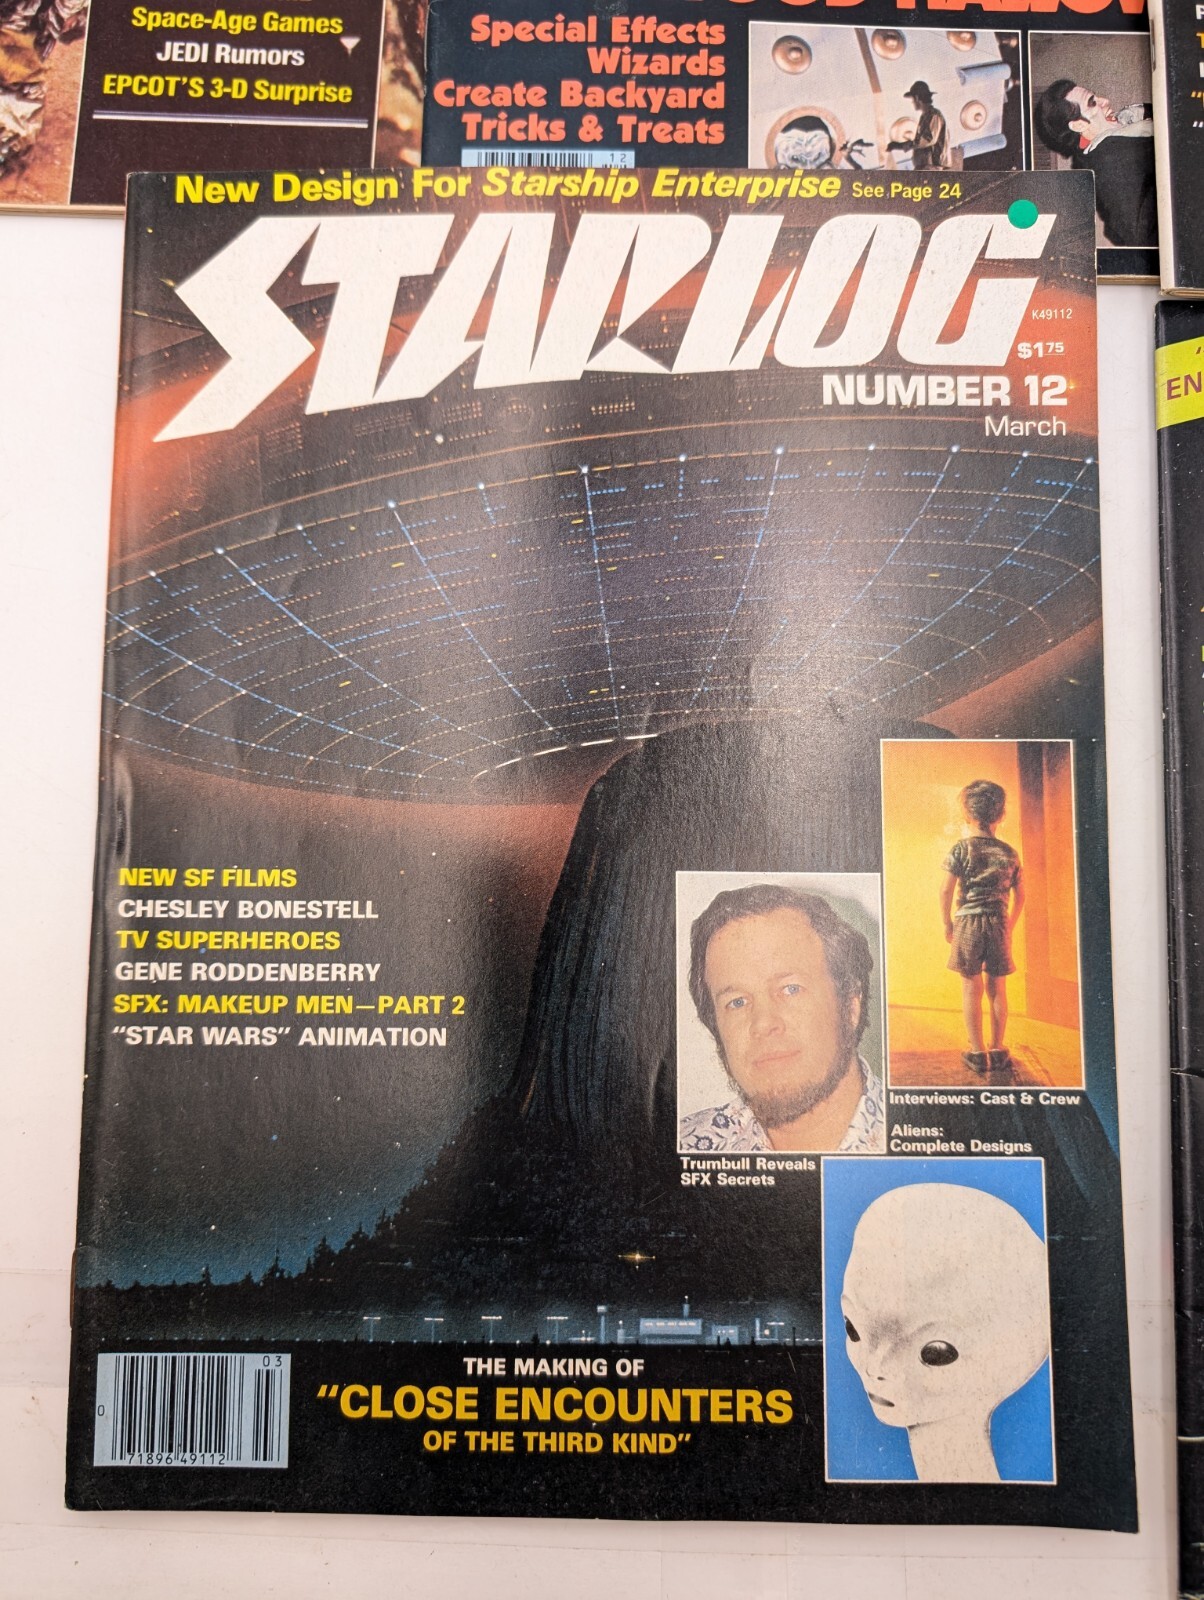 Space-Age Games
JEDI Rumors
EPCOT'S 3-D Surprise
Special Effects
Wizards
Create Backyard
Tricks & Treats
12
New Design For Starship Enterprise See Page 24
STARLOG
K49112
$1.75
NUMBER 12
March
EN
NEW SF FILMS
CHESLEY BONESTELL
TV SUPERHEROES
GENE RODDENBERRY
SFX: MAKEUP MEN—PART 2
"STAR WARS" ANIMATION
Interviews: Cast & Crew
Aliens:
Complete Designs
Trumbull Reveals
SFX Secrets
THE MAKING OF
"CLOSE ENCOUNTERS
OF THE THIRD KIND"
03
0
71896 49112